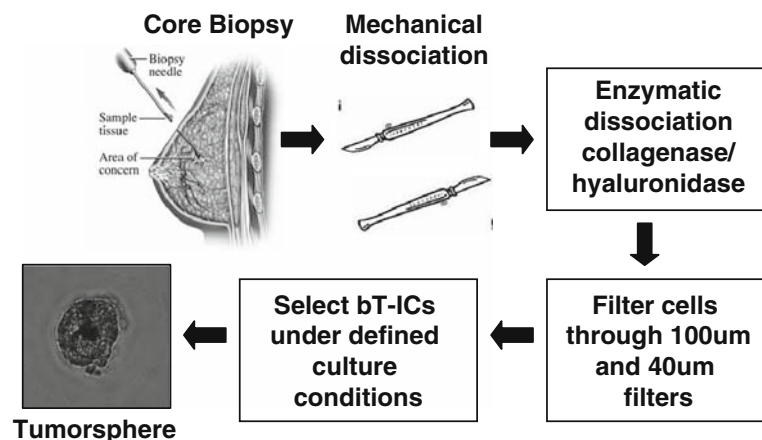 Core Biopsy
Mechanical
dissociation
Biopsy
needle
Sample
tissue
Area of
concern
Enzymatic
dissociation
collagenase/
hyaluronidase
Filter cells
through 100um
and 40um
filters
Select bT-ICs
under defined
culture
conditions
Tumorsphere